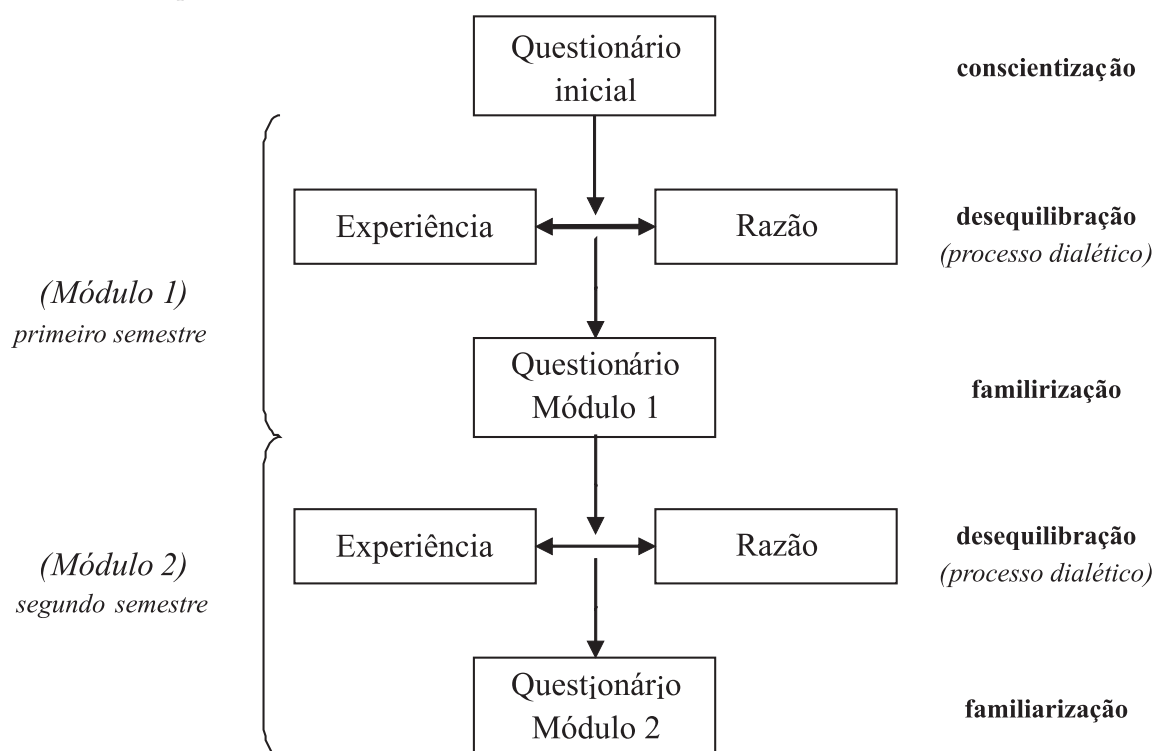 Questionário
inicial
conscientização
Experiência
Razão
desequilibração
(processo dialético)
(Módulo 1)
primeiro semestre
Questionário
Módulo 1
familirização
Experiência
Razão
desequilibração
(processo dialético)
(Módulo 2)
segundo semestre
Questionário
Módulo 2
familiarização